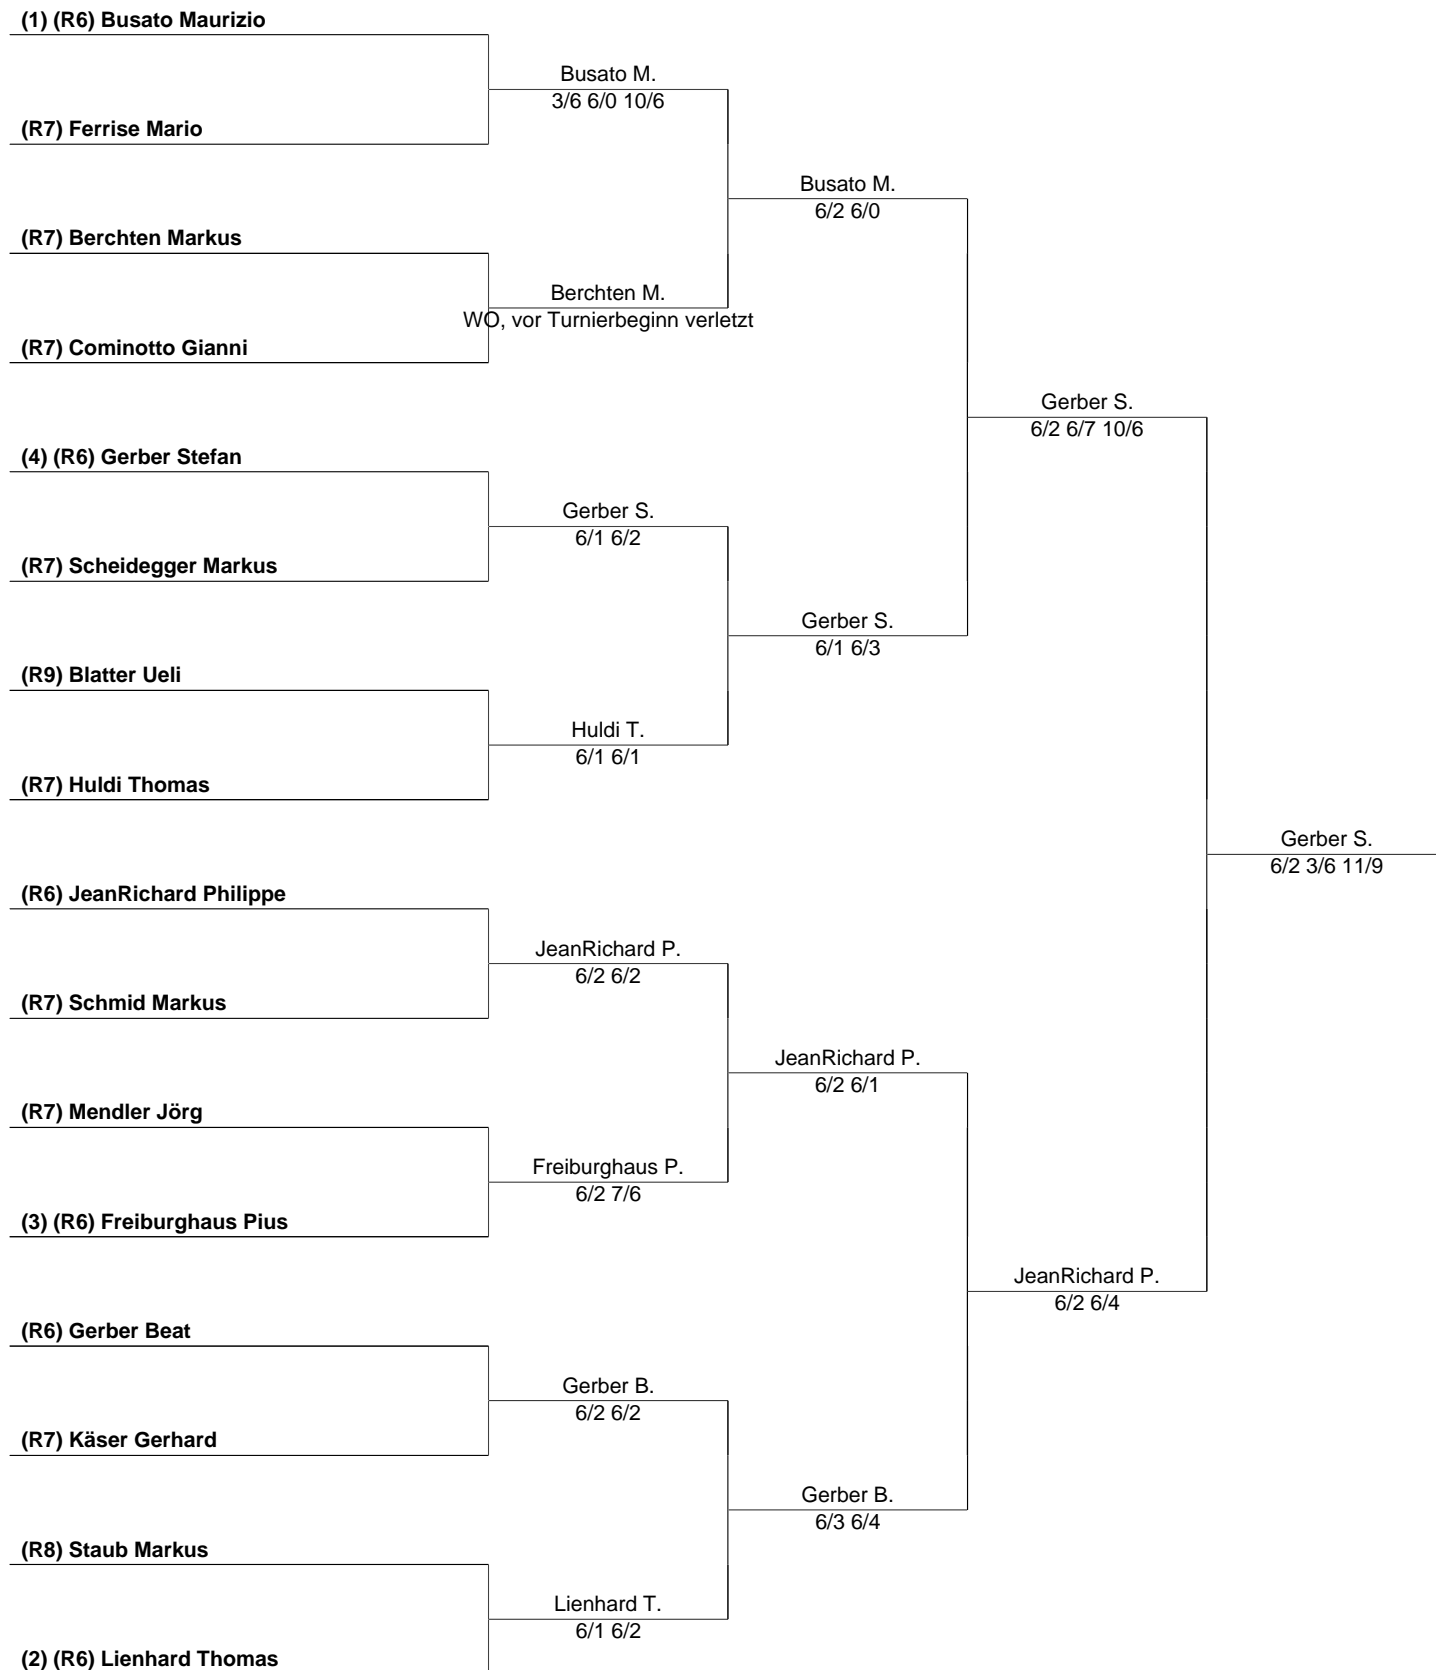 (1) (R6) Busato Maurizio
Busato M.
3/6 6/0 10/6
(R7) Ferrise Mario
Busato M.
6/2 6/0
(R7) Berchten Markus
Berchten M.
WO, vor Turnierbeginn verletzt
(R7) Cominotto Gianni
Gerber S.
6/2 6/7 10/6
(4) (R6) Gerber Stefan
Gerber S.
6/1 6/2
(R7) Scheidegger Markus
Gerber S.
6/1 6/3
(R9) Blatter Ueli
Huldi T.
6/1 6/1
(R7) Huldi Thomas
Gerber S.
6/2 3/6 11/9
(R6) JeanRichard Philippe
JeanRichard P.
6/2 6/2
(R7) Schmid Markus
JeanRichard P.
6/2 6/1
(R7) Mendler Jörg
Freiburghaus P.
6/2 7/6
(3) (R6) Freiburghaus Pius
JeanRichard P.
6/2 6/4
(R6) Gerber Beat
Gerber B.
6/2 6/2
(R7) Käser Gerhard
Gerber B.
6/3 6/4
(R8) Staub Markus
Lienhard T.
6/1 6/2
(2) (R6) Lienhard Thomas